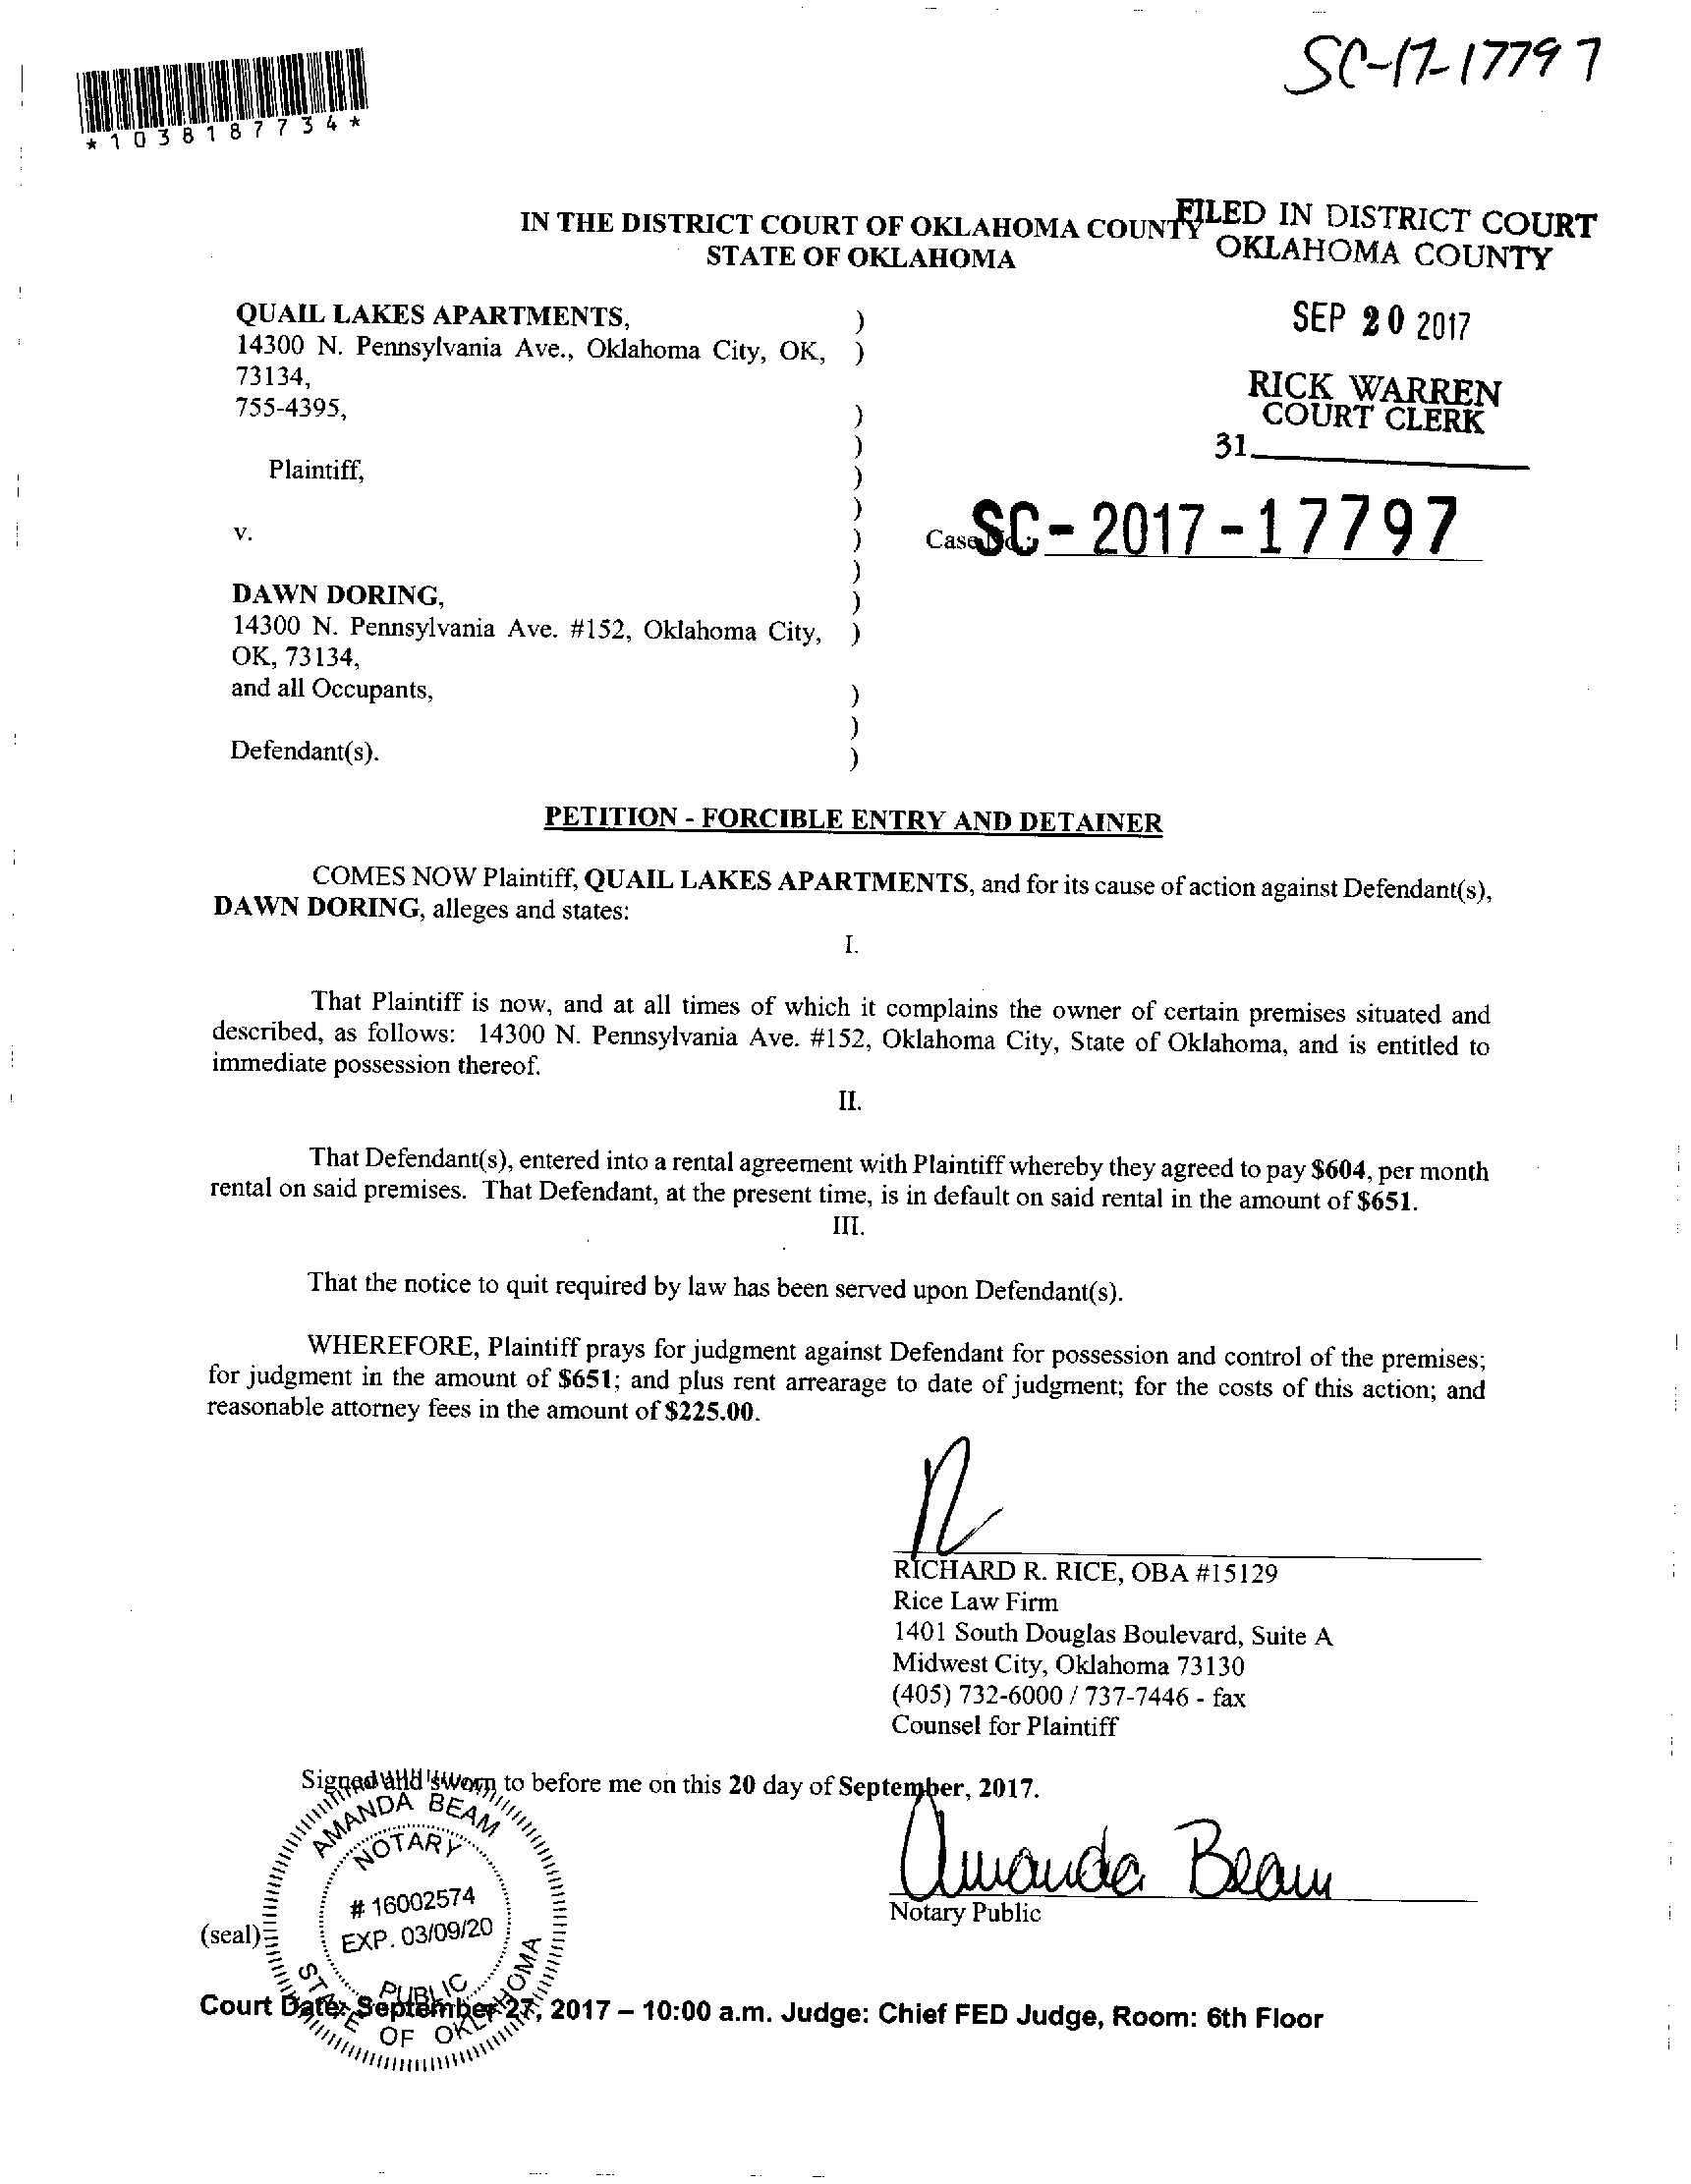 SC-17-17797
*1038187734*
IN THE DISTRICT COURT OF OKLAHOMA COUNTY
STATE OF OKLAHOMA
FILED IN DISTRICT COURT
OKLAHOMA COUNTY
SEP 20 2017
RICK WARREN
COURT CLERK
31
QUAIL LAKES APARTMENTS, )
14300 N. Pennsylvania Ave., Oklahoma City, OK, )
73134,
755-4395, )
)
Plaintiff, )
)
v. )
Case No.: SC-2017-17797
)
DAWN DORING, )
14300 N. Pennsylvania Ave. #152, Oklahoma City, )
OK, 73134,
and all Occupants, )
)
Defendant(s). )
PETITION - FORCIBLE ENTRY AND DETAINER
COMES NOW Plaintiff, QUAIL LAKES APARTMENTS, and for its cause of action against Defendant(s),
DAWN DORING, alleges and states:
I.
That Plaintiff is now, and at all times of which it complains the owner of certain premises situated and
described, as follows: 14300 N. Pennsylvania Ave. #152, Oklahoma City, State of Oklahoma, and is entitled to
immediate possession thereof.
II.
That Defendant(s), entered into a rental agreement with Plaintiff whereby they agreed to pay $604, per month
rental on said premises. That Defendant, at the present time, is in default on said rental in the amount of $651.
III.
That the notice to quit required by law has been served upon Defendant(s).
WHEREFORE, Plaintiff prays for judgment against Defendant for possession and control of the premises;
for judgment in the amount of $651; and plus rent arrearage to date of judgment; for the costs of this action; and
reasonable attorney fees in the amount of $225.00.
RICHARD R. RICE, OBA #15129
Rice Law Firm
1401 South Douglas Boulevard, Suite A
Midwest City, Oklahoma 73130
(405) 732-6000 / 737-7446 - fax
Counsel for Plaintiff
Signed and sworn to before me on this 20 day of September, 2017.
Amanda Beam
Notary Public
AMANDA BEAM
NOTARY
# 16002574
EXP. 03/09/20
PUBLIC
STATE OF OKLAHOMA
(seal)
Court Date: September 27, 2017 – 10:00 a.m. Judge: Chief FED Judge, Room: 6th Floor